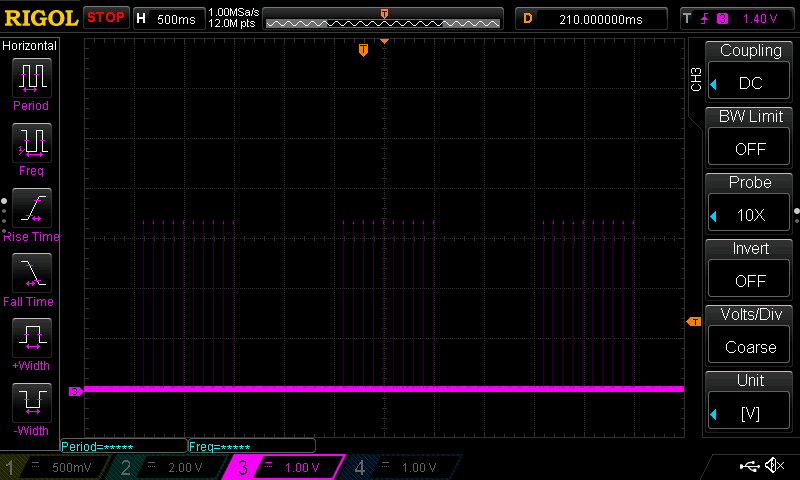 RIGOL STOP H 500ms 1.00MSa/s 12.0M pts T D 210.000000ms T 3 1.40 V
Horizontal
Period
Freq
Rise Time
Fall Time
+Width
-Width
T
T
3
Period=***** Freq=*****
CH3
Coupling
DC
BW Limit
OFF
Probe
10X
Invert
OFF
Volts/Div
Coarse
Unit
[V]
1 500mV 2 2.00 V 3 1.00 V 4 1.00 V